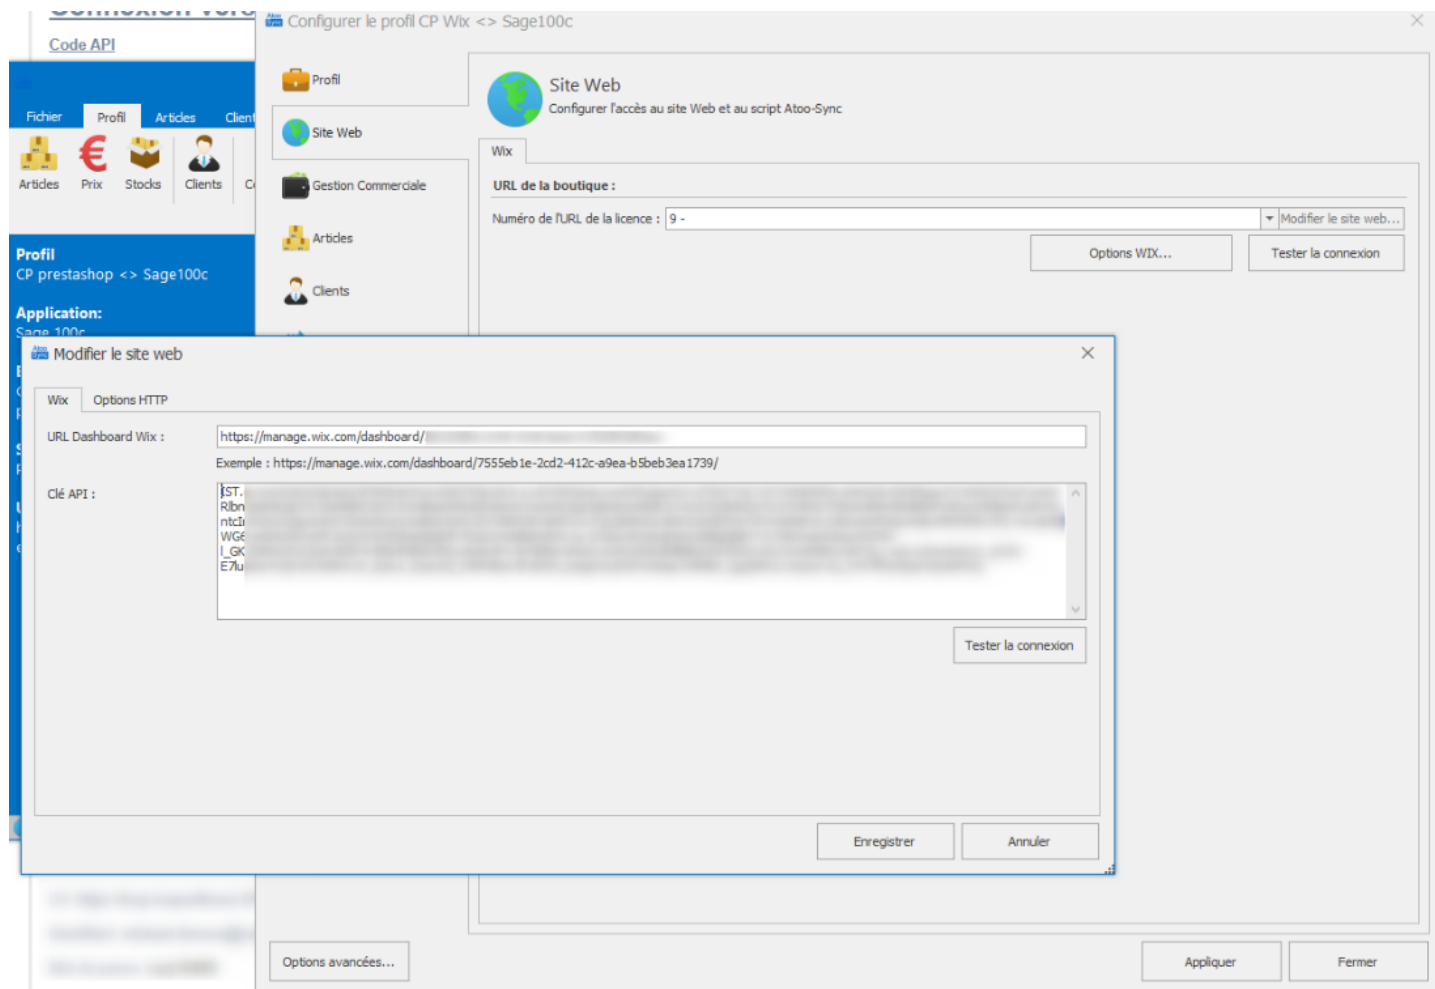 Configurer le profil CP Wix <> Sage100c
Code API
Fichier
Profil
Articles
Articles
Prix
Stocks
Clients
Profil
CP prestashop <> Sage100c
Application:
Sage 100c
Profil
Site Web
Gestion Commerciale
Articles
Clients
Site Web
Configurer l'accès au site Web et au script Atoo-Sync
Wix
URL de la boutique :
Numéro de l'URL de la licence : 9 -
Modifier le site web...
Options WIX...
Tester la connexion
Modifier le site web
Wix
Options HTTP
URL Dashboard Wix :
https://manage.wix.com/dashboard/
Exemple : https://manage.wix.com/dashboard/7555eb1e-2cd2-412c-a9ea-b5beb3ea1739/
Clé API :
Tester la connexion
Enregistrer
Annuler
Options avancées...
Appliquer
Fermer